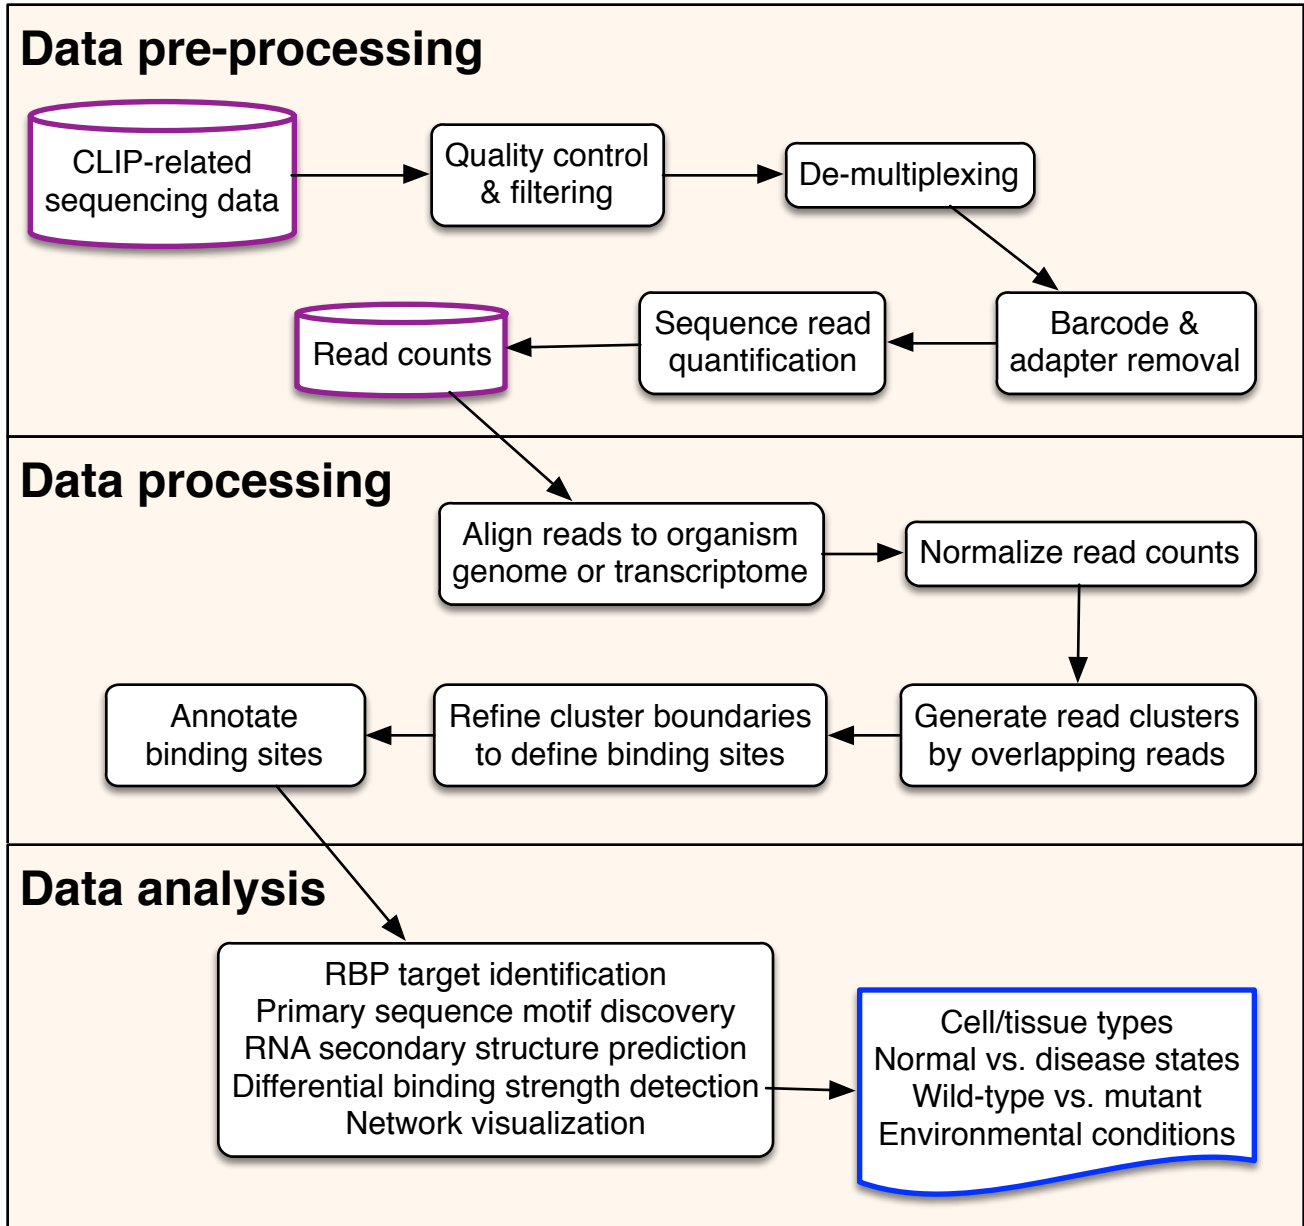 Data pre-processing
CLIP-related
sequencing data
Quality control
& filtering
De-multiplexing
Barcode &
adapter removal
Sequence read
quantification
Read counts
Data processing
Align reads to organism
genome or transcriptome
Normalize read counts
Generate read clusters
by overlapping reads
Refine cluster boundaries
to define binding sites
Annotate
binding sites
Data analysis
RBP target identification
Primary sequence motif discovery
RNA secondary structure prediction
Differential binding strength detection
Network visualization
Cell/tissue types
Normal vs. disease states
Wild-type vs. mutant
Environmental conditions